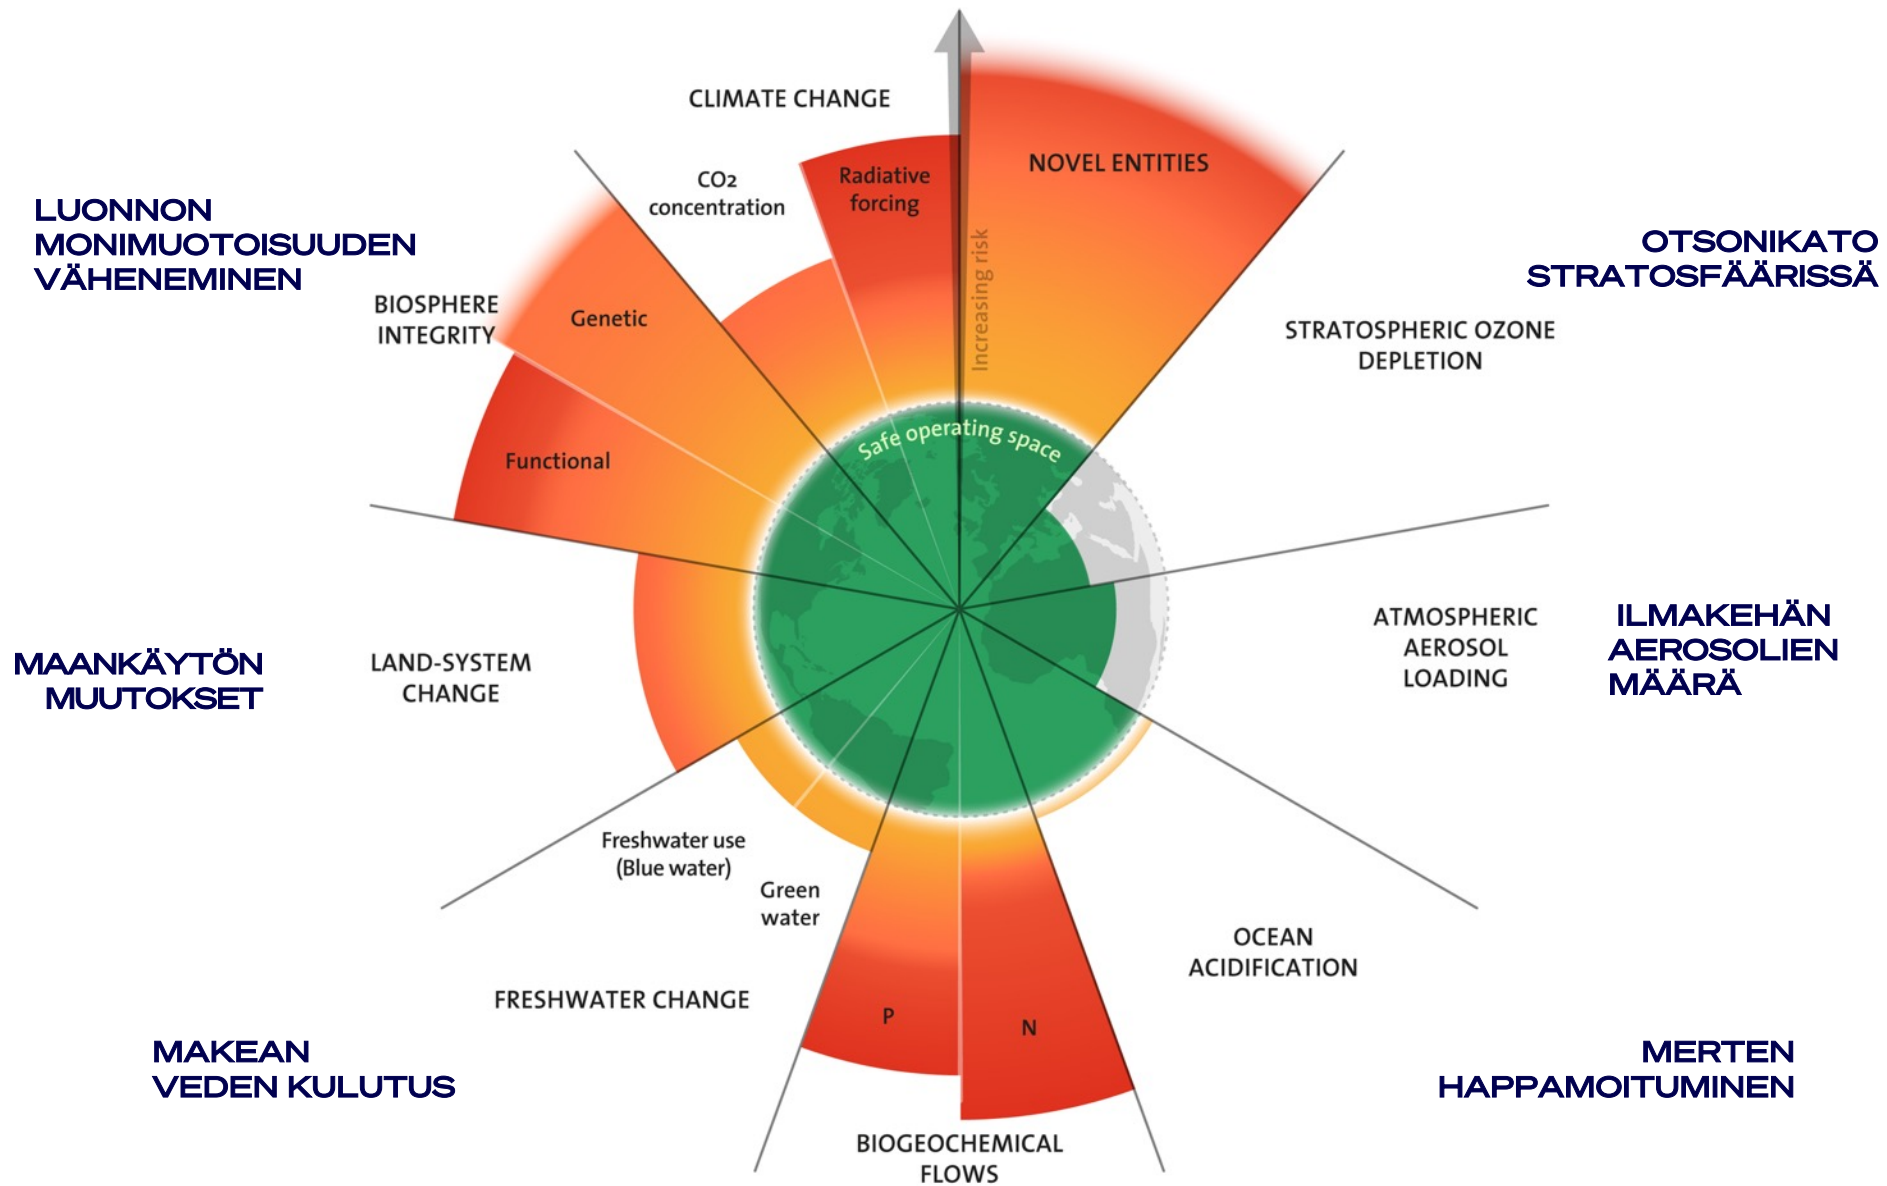 CLIMATE CHANGE
CO2
concentration
Radiative
forcing
Increasing risk
NOVEL ENTITIES
LUONNON
MONIMUOTOISUUDEN
VÄHENEMINEN
BIOSPHERE
INTEGRITY
Genetic
Functional
OTSONIKATO
STRATOSFÄÄRISSÄ
STRATOSPHERIC OZONE
DEPLETION
Safe operating space
MAANKÄYTÖN
MUUTOKSET
LAND-SYSTEM
CHANGE
ATMOSPHERIC
AEROSOL
LOADING
ILMAKEHÄN
AEROSOLIEN
MÄÄRÄ
Freshwater use
(Blue water)
Green
water
FRESHWATER CHANGE
MAKEAN
VEDEN KULUTUS
P
N
BIOGEOCHEMICAL
FLOWS
OCEAN
ACIDIFICATION
MERTEN
HAPPAMOITUMINEN